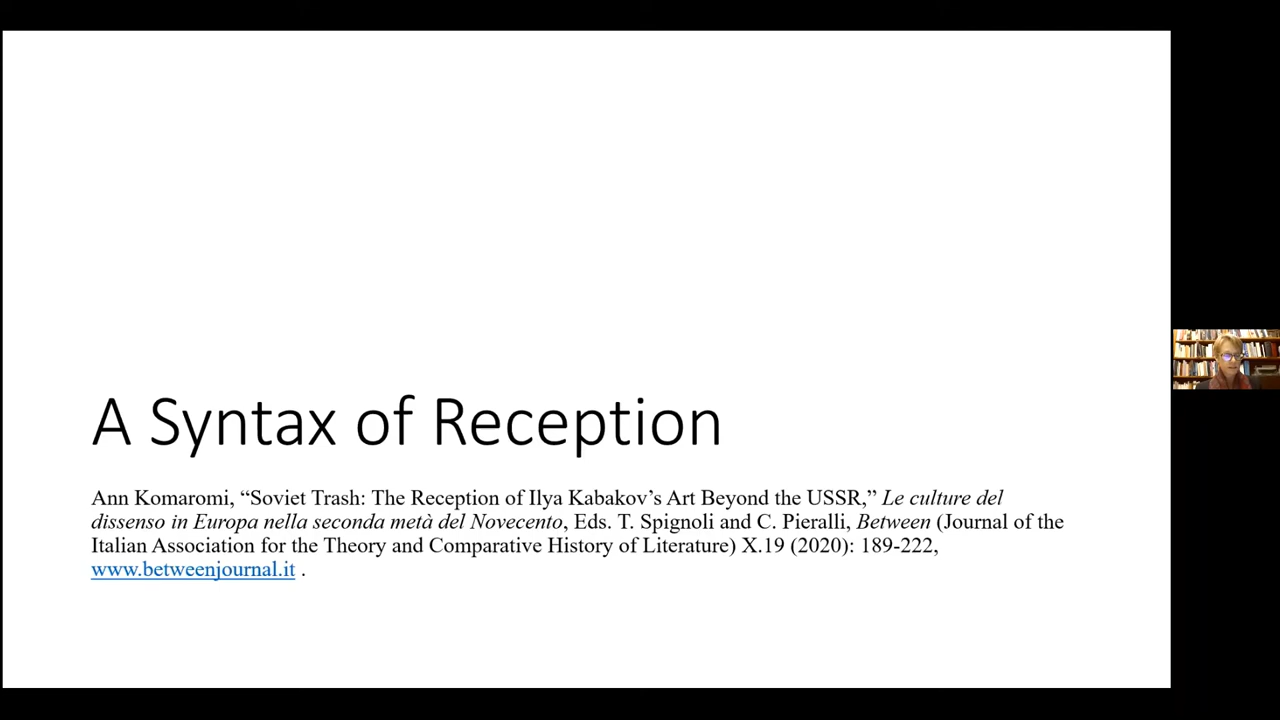 A Syntax of Reception
Ann Komaromi, “Soviet Trash: The Reception of Ilya Kabakov’s Art Beyond the USSR,” Le culture del
dissenso in Europa nella seconda metà del Novecento, Eds. T. Spignoli and C. Pieralli, Between (Journal of the
Italian Association for the Theory and Comparative History of Literature) X.19 (2020): 189-222,
www.betweenjournal.it .